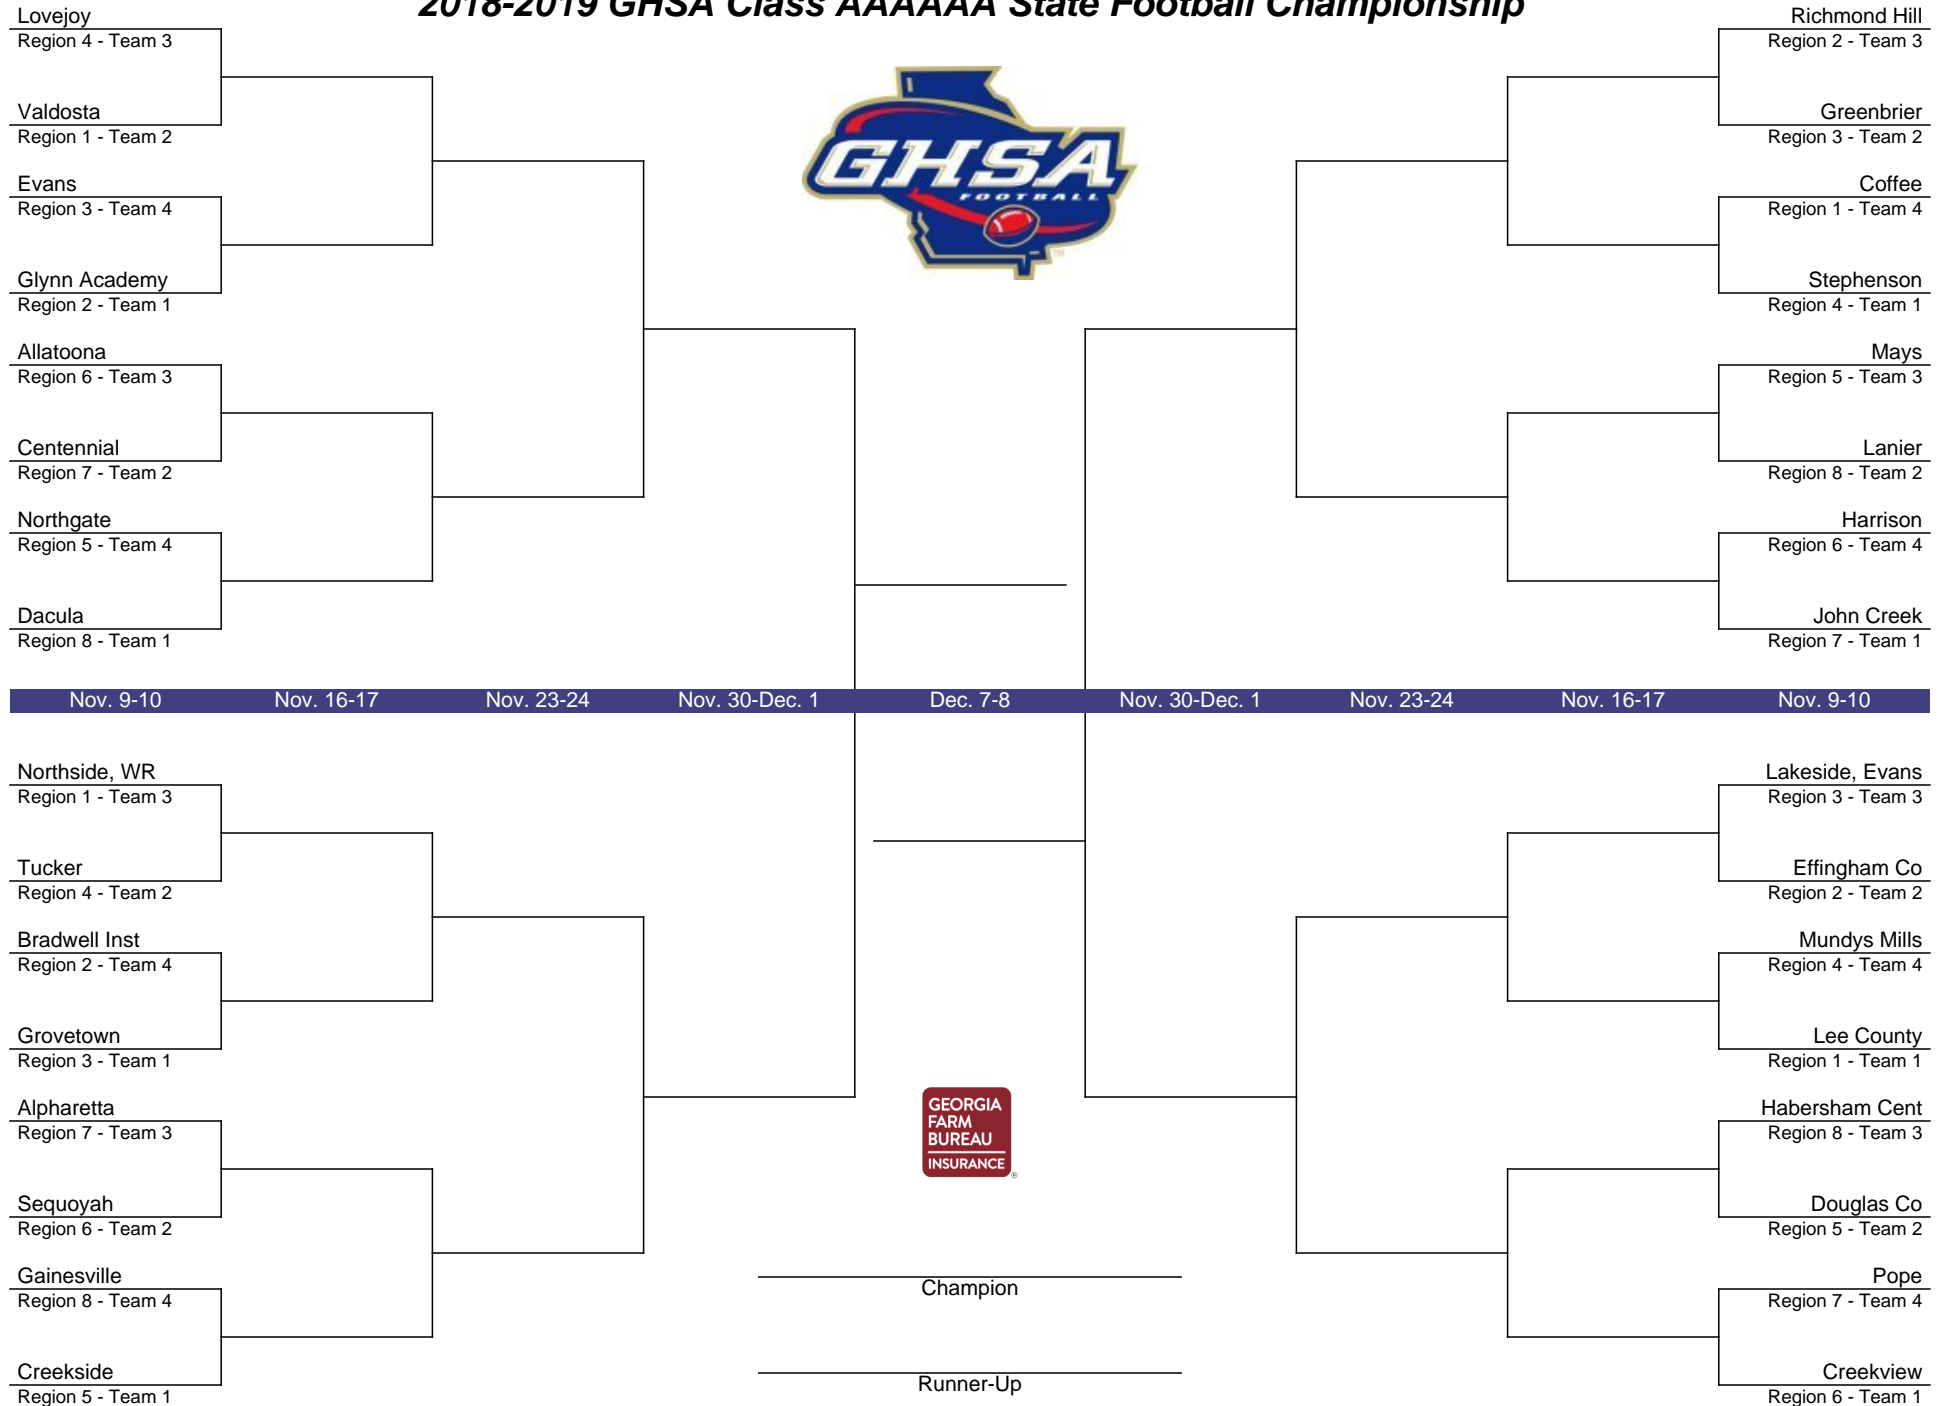 2018-2019 GHSA Class AAAAAA State Football Championship
Lovejoy
Region 4 - Team 3
Valdosta
Region 1 - Team 2
Evans
Region 3 - Team 4
Glynn Academy
Region 2 - Team 1
Allatoona
Region 6 - Team 3
Centennial
Region 7 - Team 2
Northgate
Region 5 - Team 4
Dacula
Region 8 - Team 1
GHSA
FOOTBALL
TM
Richmond Hill
Region 2 - Team 3
Greenbrier
Region 3 - Team 2
Coffee
Region 1 - Team 4
Stephenson
Region 4 - Team 1
Mays
Region 5 - Team 3
Lanier
Region 8 - Team 2
Harrison
Region 6 - Team 4
John Creek
Region 7 - Team 1
Nov. 9-10 Nov. 16-17 Nov. 23-24 Nov. 30-Dec. 1 Dec. 7-8 Nov. 30-Dec. 1 Nov. 23-24 Nov. 16-17 Nov. 9-10
Northside, WR
Region 1 - Team 3
Tucker
Region 4 - Team 2
Bradwell Inst
Region 2 - Team 4
Grovetown
Region 3 - Team 1
Alpharetta
Region 7 - Team 3
Sequoyah
Region 6 - Team 2
Gainesville
Region 8 - Team 4
Creekside
Region 5 - Team 1
GEORGIA
FARM
BUREAU
INSURANCE
®
Champion
Runner-Up
Lakeside, Evans
Region 3 - Team 3
Effingham Co
Region 2 - Team 2
Mundys Mills
Region 4 - Team 4
Lee County
Region 1 - Team 1
Habersham Cent
Region 8 - Team 3
Douglas Co
Region 5 - Team 2
Pope
Region 7 - Team 4
Creekview
Region 6 - Team 1